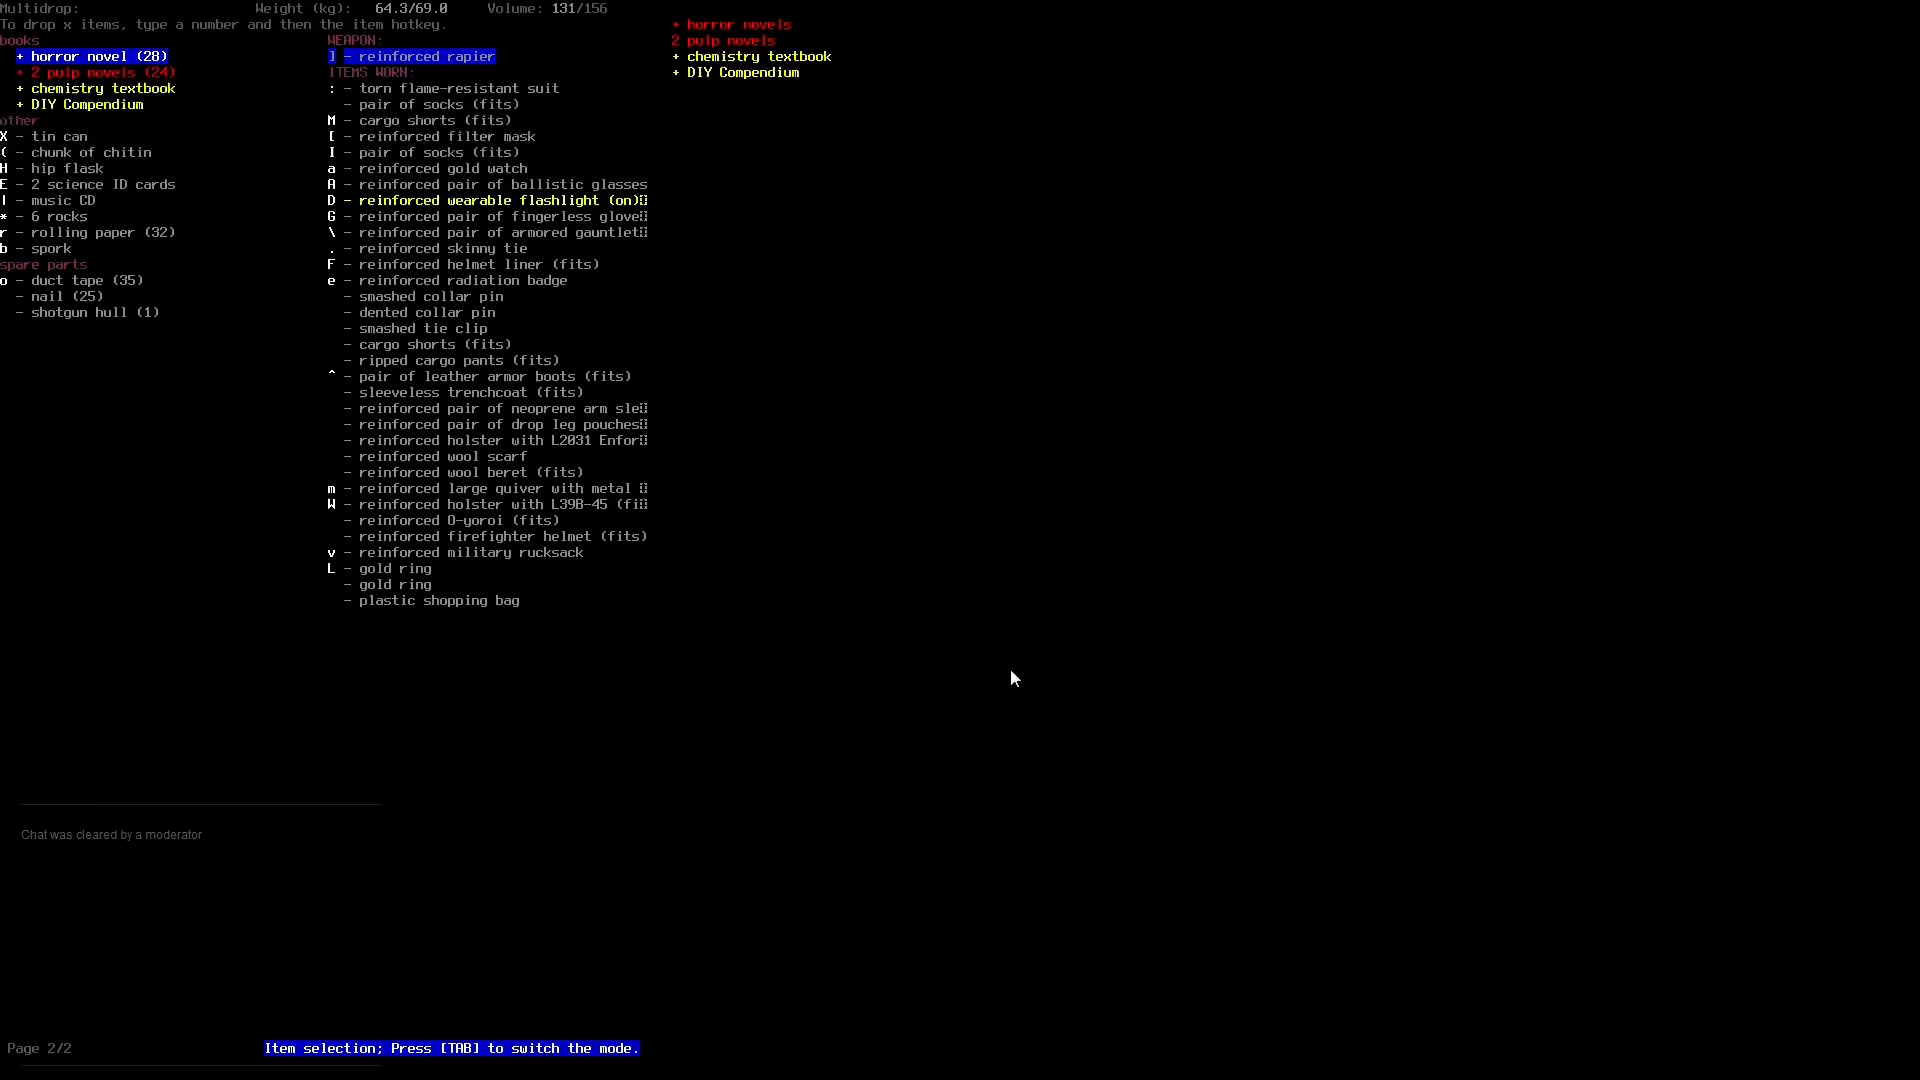 Multidrop: Weight (kg): 64.3/69.0 Volume: 131/156
To drop x items, type a number and then the item hotkey.
books
+ horror novel (28)
+ 2 pulp novels (24)
+ chemistry textbook
+ DIY Compendium
other
X - tin can
( - chunk of chitin
H - hip flask
E - 2 science ID cards
| - music CD
* - 6 rocks
r - rolling paper (32)
b - spork
spare parts
o - duct tape (35)
- nail (25)
- shotgun hull (1)
WEAPON:
] - reinforced rapier
ITEMS WORN:
: - torn flame-resistant suit
- pair of socks (fits)
M - cargo shorts (fits)
[ - reinforced filter mask
I - pair of socks (fits)
a - reinforced gold watch
A - reinforced pair of ballistic glasses
D - reinforced wearable flashlight (on)
G - reinforced pair of fingerless glove
\ - reinforced pair of armored gauntlet
. - reinforced skinny tie
F - reinforced helmet liner (fits)
e - reinforced radiation badge
- smashed collar pin
- dented collar pin
- smashed tie clip
- cargo shorts (fits)
- ripped cargo pants (fits)
^ - pair of leather armor boots (fits)
- sleeveless trenchcoat (fits)
- reinforced pair of neoprene arm sle
- reinforced pair of drop leg pouches
- reinforced holster with L2031 Enfor
- reinforced wool scarf
- reinforced wool beret (fits)
m - reinforced large quiver with metal
W - reinforced holster with L39B-45 (fi
- reinforced O-yoroi (fits)
- reinforced firefighter helmet (fits)
v - reinforced military rucksack
L - gold ring
- gold ring
- plastic shopping bag
+ horror novels
2 pulp novels
+ chemistry textbook
+ DIY Compendium
Chat was cleared by a moderator
Page 2/2
Item selection; Press [TAB] to switch the mode.